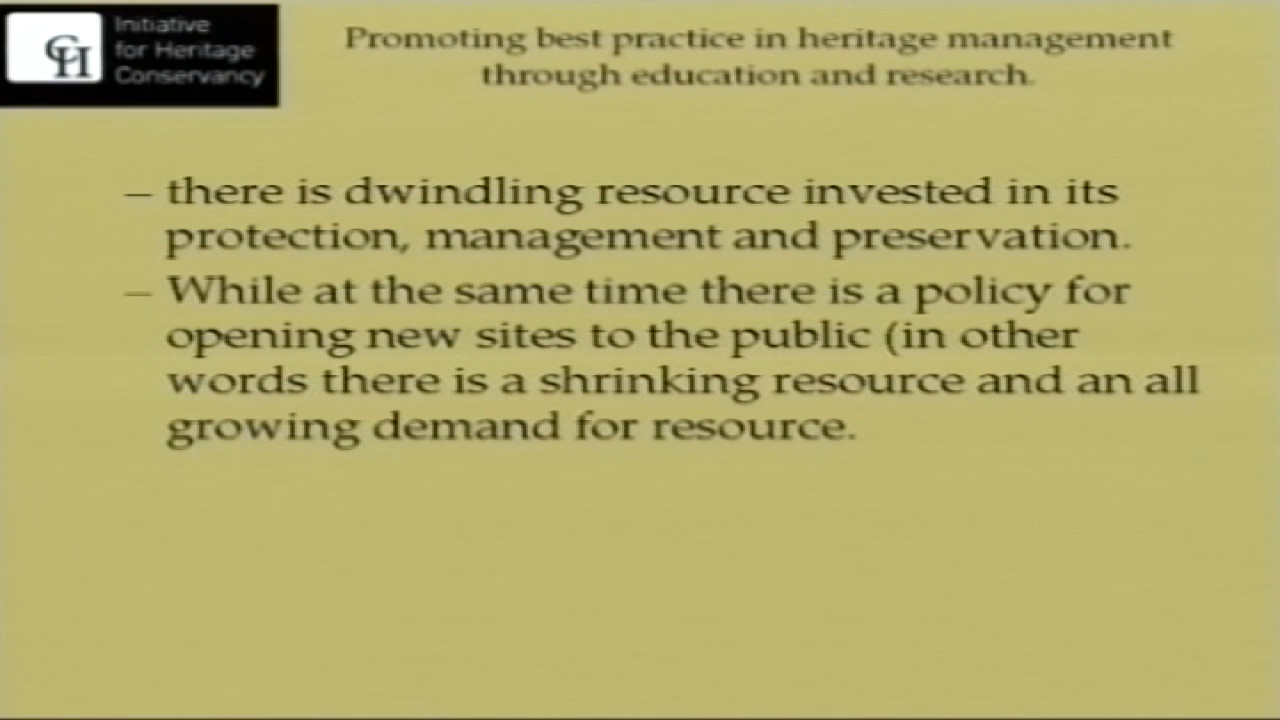 CH
Initiative
for Heritage
Conservancy
Promoting best practice in heritage management
through education and research.
– there is dwindling resource invested in its
protection, management and preservation.
– While at the same time there is a policy for
opening new sites to the public (in other
words there is a shrinking resource and an all
growing demand for resource.